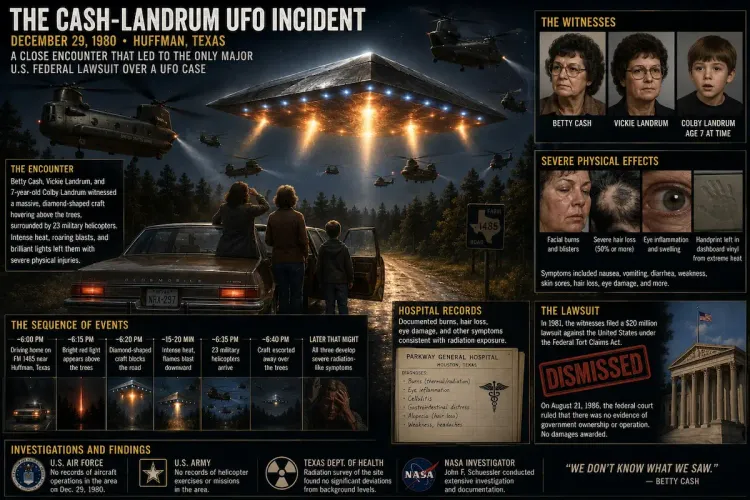 THE CASH-LANDRUM UFO INCIDENT
DECEMBER 29, 1980 • HUFFMAN, TEXAS
A CLOSE ENCOUNTER THAT LED TO THE ONLY MAJOR
U.S. FEDERAL LAWSUIT OVER A UFO CASE
THE WITNESSES
BETTY CASH
VICKIE LANDRUM
COLBY LANDRUM
AGE 7 AT TIME
THE ENCOUNTER
Betty Cash, Vickie Landrum, and
7-year-old Colby Landrum witnessed
a massive, diamond-shaped craft
hovering above the trees,
surrounded by 23 military helicopters.
Intense heat, roaring blasts, and
brilliant lights left them with
severe physical injuries.
1485
SEVERE PHYSICAL EFFECTS
Facial burns
and blisters
Severe hair loss
(50% or more)
Eye inflammation
and swelling
Handprint left in
dashboard vinyl
from extreme heat
Symptoms included nausea, vomiting, diarrhea, weakness,
skin sores, hair loss, eye damage, and more.
THE SEQUENCE OF EVENTS
~6:00 PM
Driving home on
FM 1485 near
Huffman, Texas
~6:15 PM
Bright red light
appears above
the trees
~6:20 PM
Diamond-shaped
craft blocks
the road
~15-20 MIN
Intense heat,
flames blast
downward
~6:35 PM
23 military
helicopters
arrive
~6:40 PM
Craft escorted
away over
the trees
LATER THAT NIGHT
All three develop
severe radiation-
like symptoms
HOSPITAL RECORDS
Documented burns, hair loss,
eye damage, and other symptoms
consistent with radiation exposure.
PARKWAY GENERAL HOSPITAL
HOUSTON, TEXAS
- Burns (thermal/radiation)
- Eye inflammation
- Cellulitis
- Gastrointestinal distress
- Alopecia (hair loss)
- Weakness, headaches
THE LAWSUIT
In 1981, the witnesses filed a $20 million
lawsuit against the United States under
the Federal Tort Claims Act.
DISMISSED
On August 21, 1986, the federal court
ruled that there was no evidence of
government ownership or operation.
No damages awarded.
INVESTIGATIONS AND FINDINGS
U.S. AIR FORCE
No records of aircraft
operations in the area
on Dec. 29, 1980.
U.S. ARMY
No records of helicopter
exercises or missions
in the area.
TEXAS DEPT. OF HEALTH
Radiation survey of the site
found no significant deviations
from background levels.
NASA
NASA INVESTIGATOR
John F. Schuessler conducted
extensive investigation
and documentation.
"WE DON'T KNOW WHAT WE SAW."
— BETTY CASH